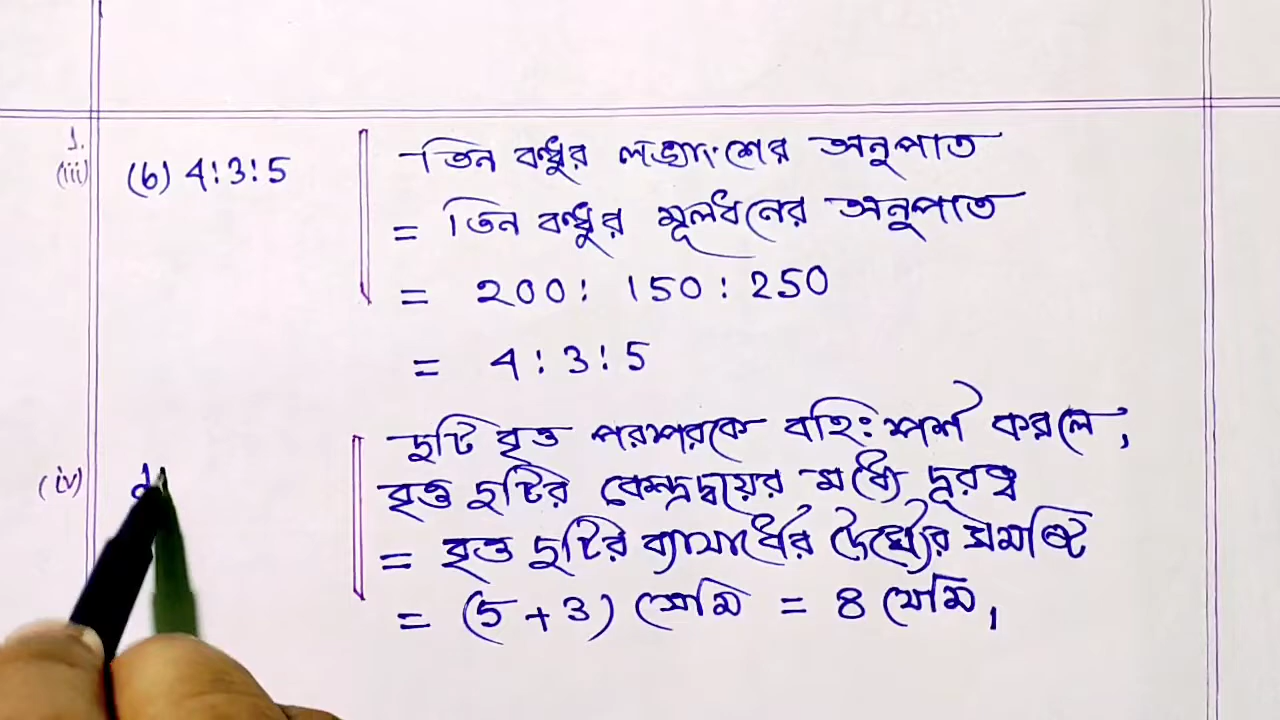 1.
(iii) (b) 4:3:5
তিন বন্ধুর লভ্যাংশের অনুপাত
= তিন বন্ধুর মূলধনের অনুপাত
= 200 : 150 : 250
= 4 : 3 : 5
দুটি বৃত্ত পরস্পরকে বহিঃস্পর্শ করলে,
(iv) বৃত্ত দুটির কেন্দ্রদ্বয়ের মধ্যে দূরত্ব
= বৃত্ত দুটির ব্যাসার্ধের দৈর্ঘ্যের সমষ্টি
= (5+3) সেমি = 8 সেমি,